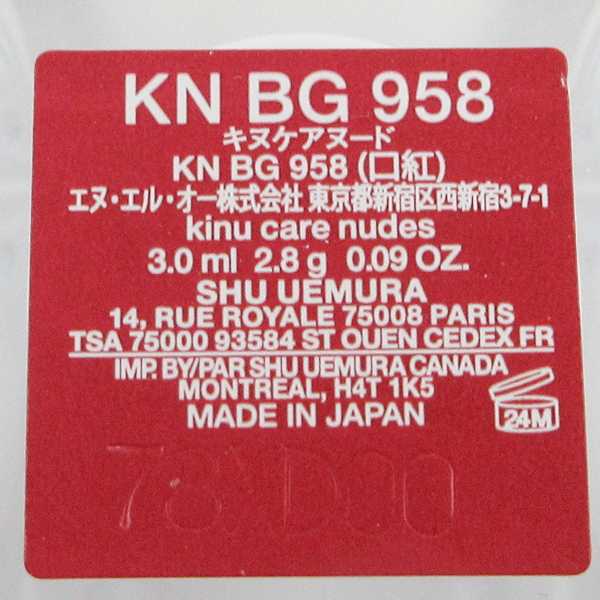 KN BG 958
キヌケアヌード
KN BG 958 (口紅)
エヌ・エル・オー株式会社 東京都新宿区西新宿3-7-1
kinu care nudes
3.0 ml 2.8 g 0.09 OZ.
SHU UEMURA
14, RUE ROYALE 75008 PARIS
TSA 75000 93584 ST OUEN CEDEX FR
IMP. BY/PAR SHU UEMURA CANADA
MONTREAL, H4T 1K5
MADE IN JAPAN
24M